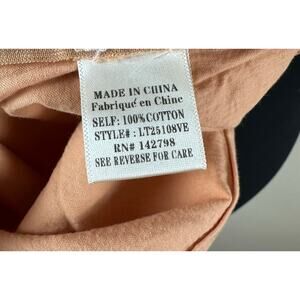 MADE IN CHINA
Fabriqué en Chine
SELF: 100%COTTON
STYLE# : LT25108VE
RN# 142798
SEE REVERSE FOR CARE